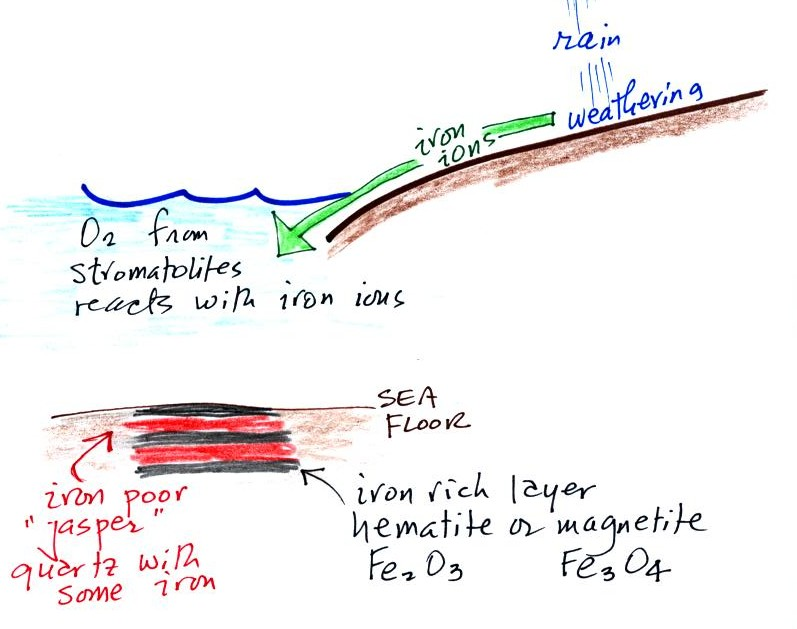 rain
weathering
iron
ions
O2 from
stromatolites
reacts with iron ions
SEA
FLOOR
iron poor
"jasper"
quartz with
some iron
iron rich layer
hematite or magnetite
Fe2O3 Fe3O4